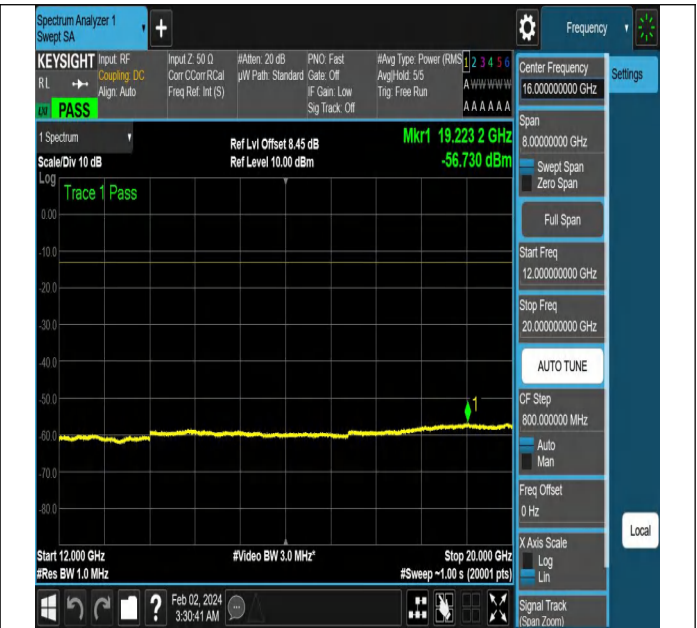 Spectrum Analyzer 1
Swept SA
Frequency
KEYSIGHT
RL
PASS
Input: RF
Coupling: DC
Align: Auto
Input Z: 50 Ω
Corr CCorr RCal
Freq Ref: Int (S)
#Atten: 20 dB
µW Path: Standard
PNO: Fast
Gate: Off
IF Gain: Low
Sig Track: Off
#Avg Type: Power (RMS
Avg|Hold: 5/5
Trig: Free Run
1 2 3 4 5 6
A W W W W W
A A A A A A
1 Spectrum
Scale/Div 10 dB
Log
Ref Lvl Offset 8.45 dB
Ref Level 10.00 dBm
Mkr1 19.223 2 GHz
-56.730 dBm
Trace 1 Pass
0.00
-10.0
-20.0
-30.0
-40.0
-50.0
-60.0
-70.0
-80.0
1
Start 12.000 GHz
#Res BW 1.0 MHz
#Video BW 3.0 MHz*
Stop 20.000 GHz
#Sweep ~1.00 s (20001 pts)
Feb 02, 2024
3:30:41 AM
Center Frequency
16.000000000 GHz
Settings
Span
8.00000000 GHz
Swept Span
Zero Span
Full Span
Start Freq
12.000000000 GHz
Stop Freq
20.000000000 GHz
AUTO TUNE
CF Step
800.000000 MHz
Auto
Man
Freq Offset
0 Hz
X Axis Scale
Log
Lin
Local
Signal Track
(Span Zoom)